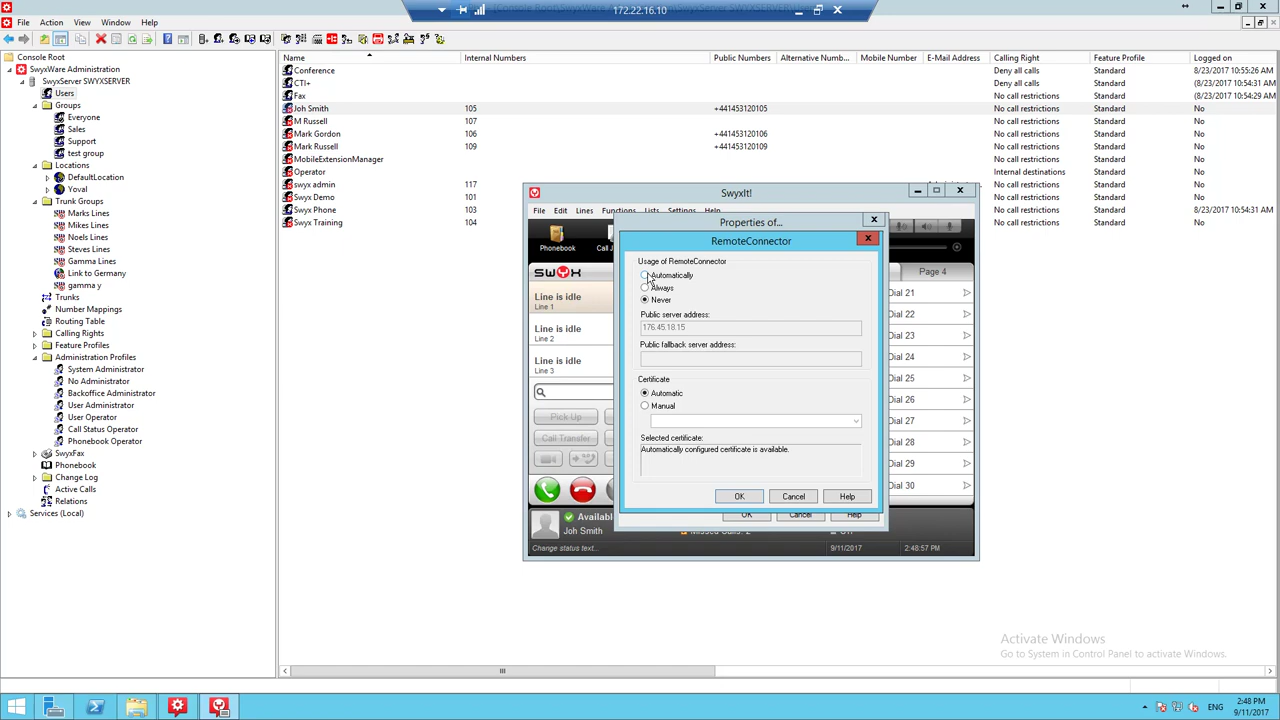 172.22.16.10
[Console Root\SwyxWare Administration\SwyxServer SWYXSERVER\
File Action View Window Help
Console Root
SwyxWare Administration
SwyxServer SWYXSERVER
Users
Groups
Everyone
Sales
Support
test group
Locations
DefaultLocation
Yoval
Trunk Groups
Marks Lines
Mikes Lines
Noels Lines
Steves Lines
Gamma Lines
Link to Germany
gamma y
Trunks
Number Mappings
Routing Table
Calling Rights
Feature Profiles
Administration Profiles
System Administrator
No Administrator
Backoffice Administrator
User Administrator
User Operator
Call Status Operator
Phonebook Operator
SwyxFax
Phonebook
Change Log
Active Calls
Relations
Services (Local)
Name Internal Numbers Public Numbers Alternative Numb... Mobile Number E-Mail Address Calling Right Feature Profile Logged on
Conference Deny all calls Standard 8/23/2017 10:55:26 AM
CTI+ Deny all calls Standard (8/23/2017 10:54:31 AM
Fax No call restrictions Standard (8/23/2017 10:54:29 AM
Joh Smith 105 +441453120105 No call restrictions Standard No
M Russell 107 No call restrictions Standard No
Mark Gordon 106 +441453120106 No call restrictions Standard No
Mark Russell 109 +441453120109 No call restrictions Standard No
MobileExtensionManager No call restrictions Standard No
Operator Internal destinations Standard No
swyx admin 117 No call restrictions Standard No
Swyx Demo 101 No call restrictions Standard No
Swyx Phone 103 No call restrictions Standard 8/23/2017 10:54:31 AM
Swyx Training 104 No call restrictions Standard No
SwyxIt!
File Edit Lines Functions Lists Settings Help
Phonebook Call J
swyx
Line is idle
Line 1
Line is idle
Line 2
Line is idle
Line 3
Pick Up
Call Transfer
Available
Joh Smith Missed Calls: 2
Change status text... 9/11/2017 2:48:57 PM
Page 4
Dial 21
Dial 22
Dial 23
Dial 24
Dial 25
Dial 26
Dial 27
Dial 28
Dial 29
Dial 30
Properties of...
OK Cancel Help
RemoteConnector
Usage of RemoteConnector
Automatically
Always
Never
Public server address:
176.45.18.15
Public fallback server address:
Certificate
Automatic
Manual
Selected certificate:
Automatically configured certificate is available.
OK Cancel Help
Activate Windows
Go to System in Control Panel to activate Windows.
ENG
2:48 PM
9/11/2017